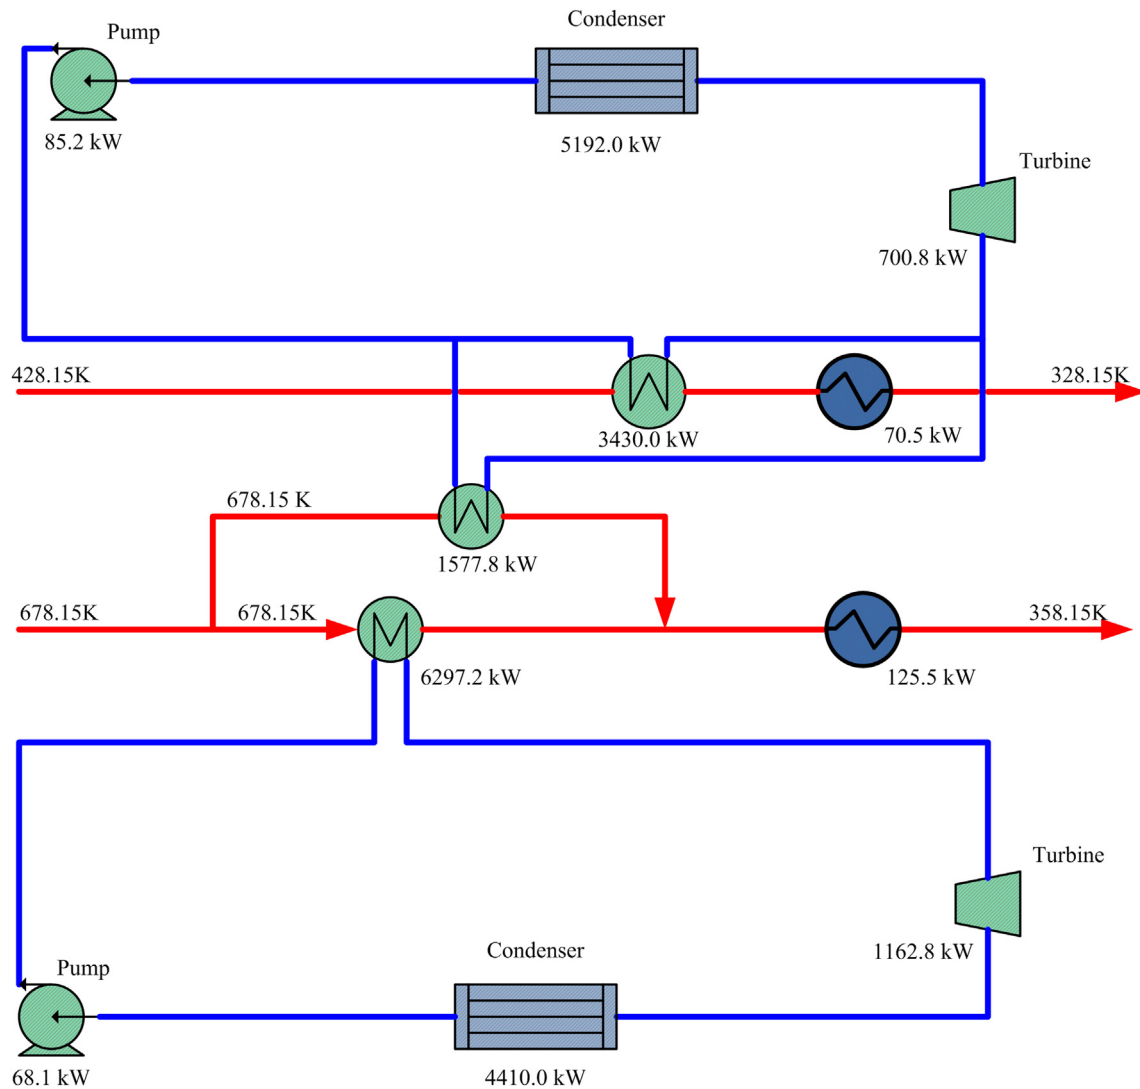 Condenser
Pump
85.2 kW
5192.0 kW
Turbine
700.8 kW
428.15K
328.15K
3430.0 kW
70.5 kW
678.15 K
1577.8 kW
678.15K
678.15K
358.15K
6297.2 kW
125.5 kW
Turbine
1162.8 kW
Condenser
Pump
68.1 kW
4410.0 kW